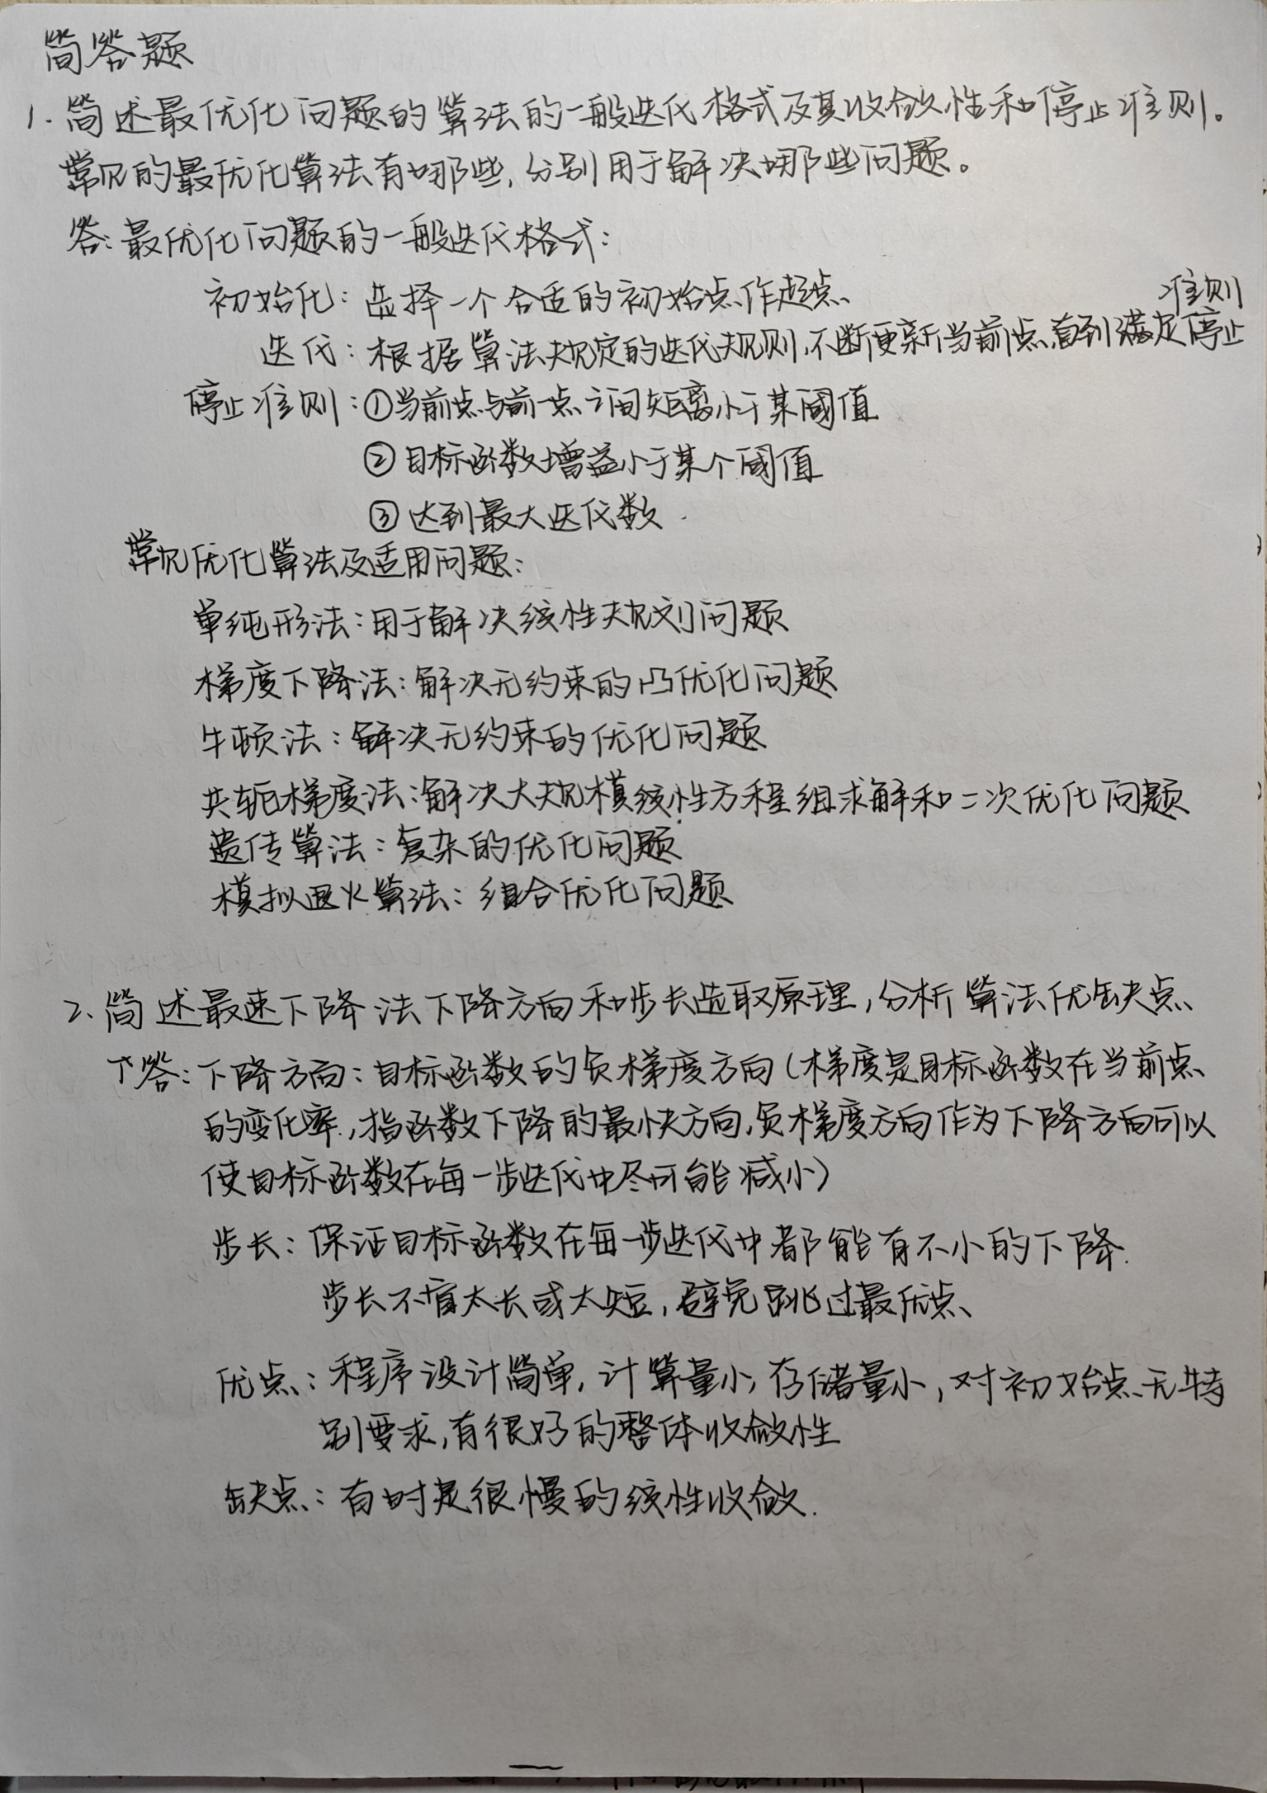 简答题
1. 简述最优化问题的算法的一般迭代格式及其收敛性和停止准则。
常见的最优化算法有哪些,分别用于解决哪些问题。
答:最优化问题的一般迭代格式:
初始化:选择一个合适的初始点作起点
迭代:根据算法规定的迭代规则,不断更新当前点,直到满足停止
准则
停止准则:①当前点与前一点之间距离小于某阈值
②目标函数增益小于某个阈值
③达到最大迭代数.
常见优化算法及适用问题:
单纯形法:用于解决线性规划问题
梯度下降法:解决无约束的凸优化问题
牛顿法:解决无约束的优化问题
共轭梯度法:解决大规模线性方程组求解和二次优化问题
遗传算法:复杂的优化问题
模拟退火算法:组合优化问题
2. 简述最速下降法下降方向和步长选取原理,分析算法优缺点
答:下降方向:目标函数的负梯度方向(梯度是目标函数在当前点
的变化率,指函数下降的最快方向,负梯度方向作为下降方向可以
使目标函数在每一步迭代中尽可能减小)
步长:保证目标函数在每一步迭代中都能有不小的下降.
步长不宜太长或太短,避免跳过最优点
优点:程序设计简单,计算量小,存储量小,对初始点无特
别要求,有很好的整体收敛性
缺点:有时是很慢的线性收敛.